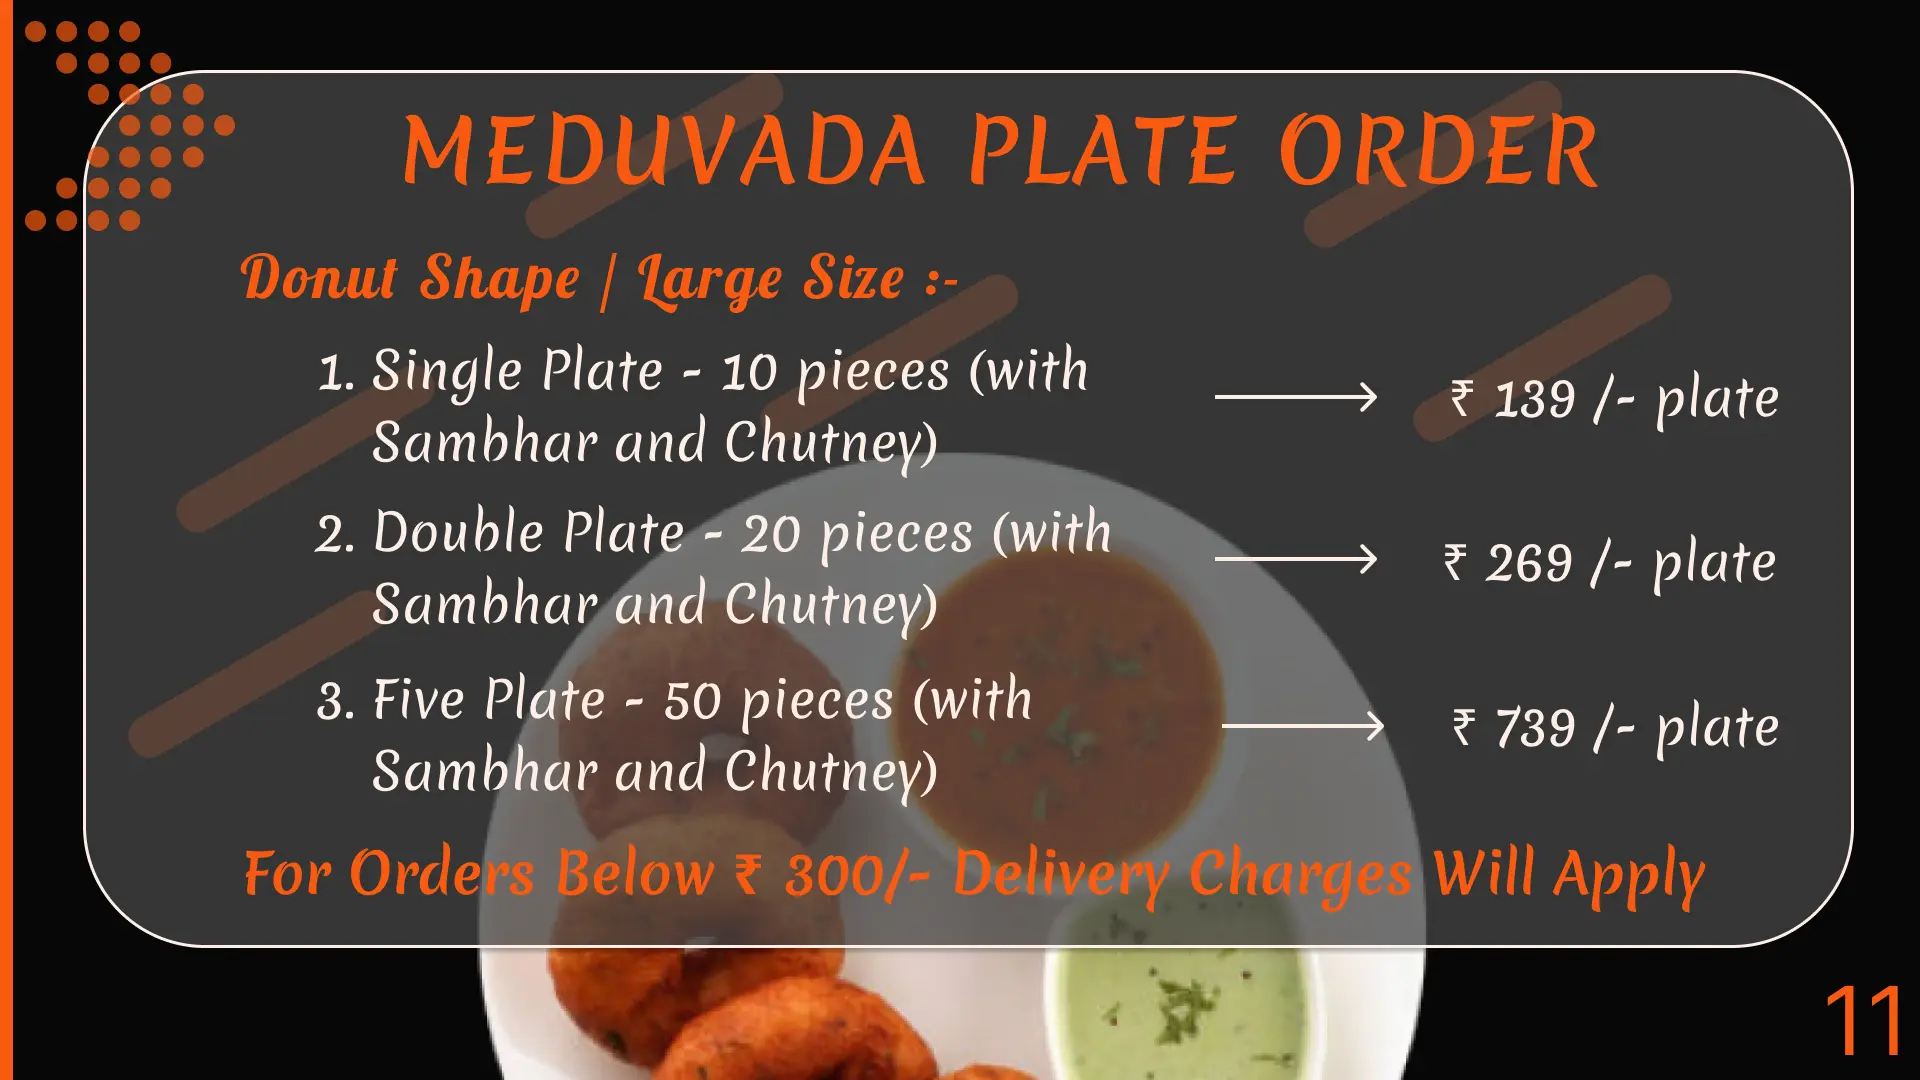 MEDUVADA PLATE ORDER
Donut Shape / Large Size :-
1. Single Plate - 10 pieces (with
Sambhar and Chutney)
₹ 139 /- plate
2. Double Plate - 20 pieces (with
Sambhar and Chutney)
₹ 269 /- plate
3. Five Plate - 50 pieces (with
Sambhar and Chutney)
₹ 739 /- plate
For Orders Below ₹ 300/- Delivery Charges Will Apply
11